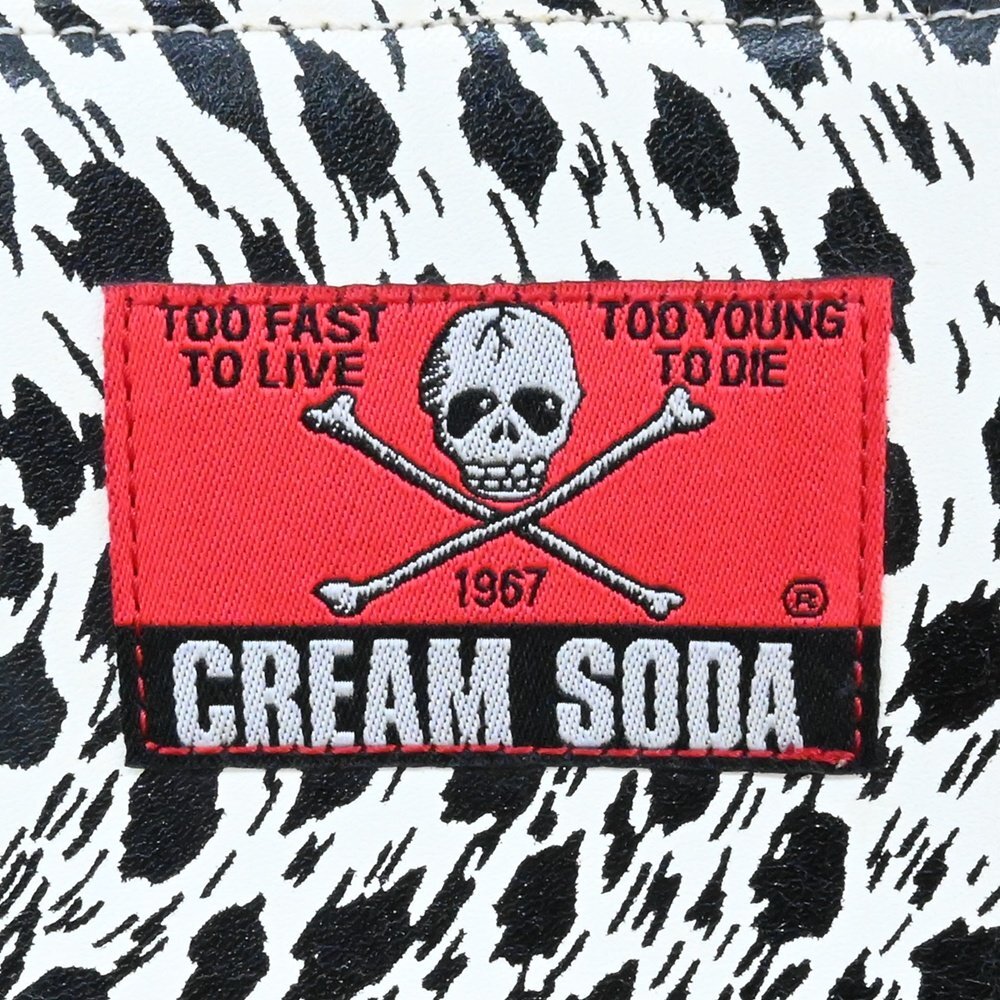 TOO FAST
TO LIVE
TOO YOUNG
TO DIE
1967
®
CREAM SODA